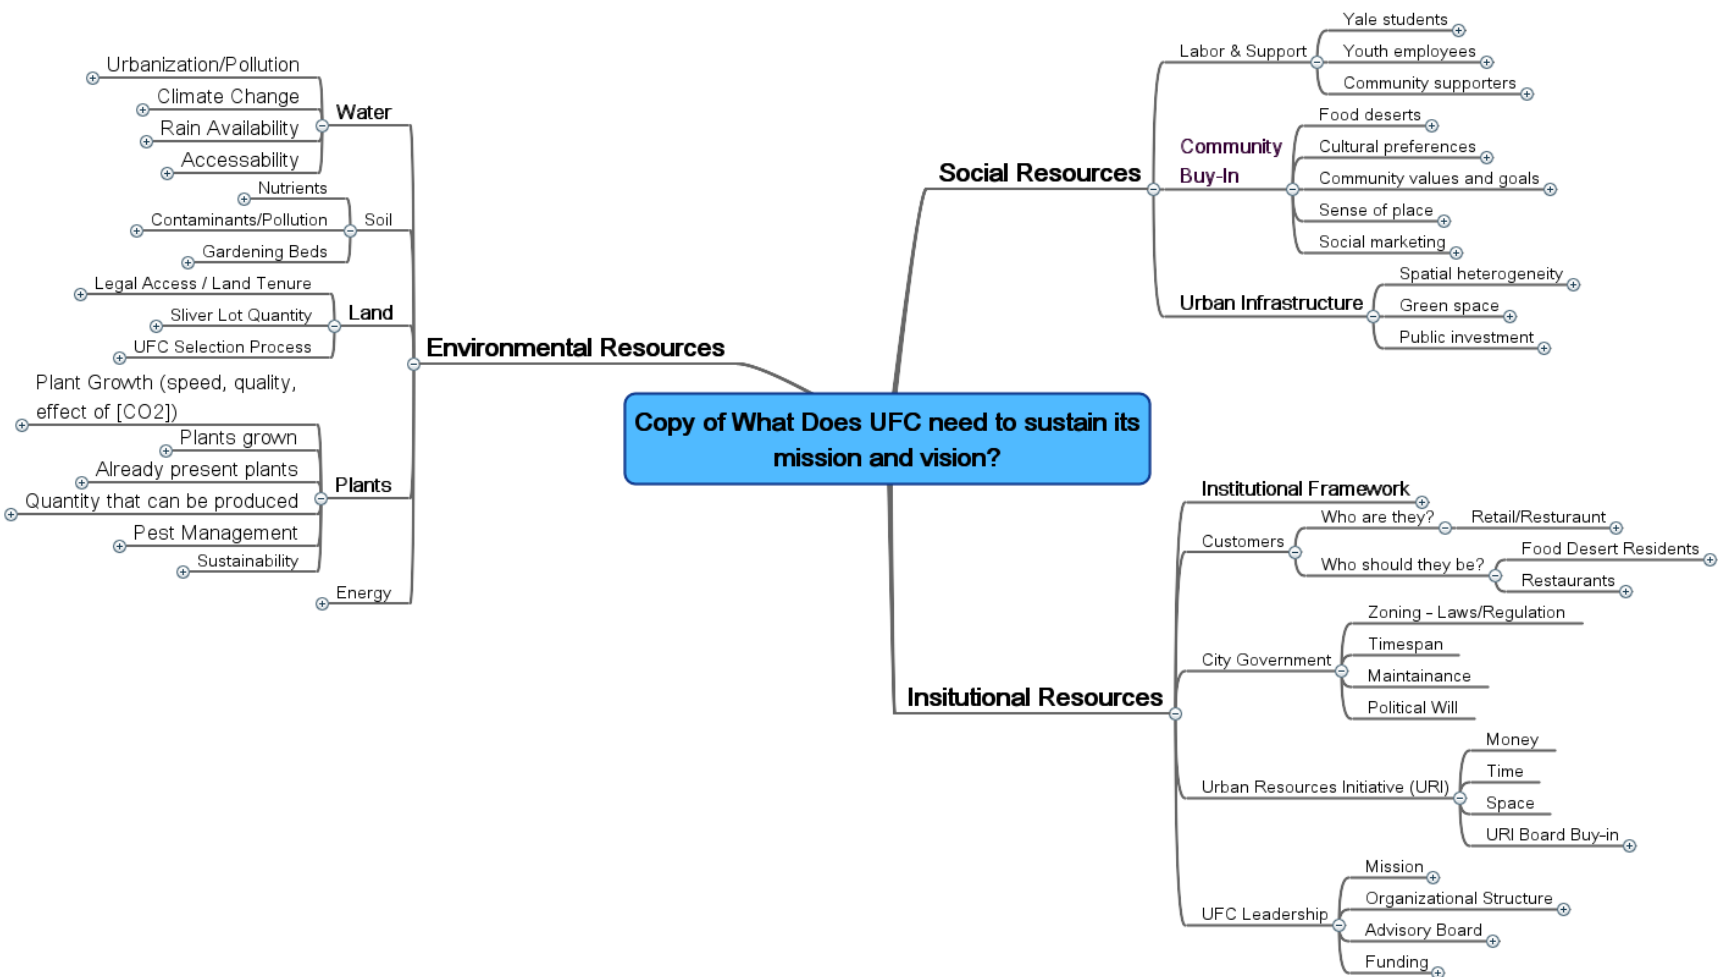 Copy of What Does UFC need to sustain its
mission and vision?
Environmental Resources
Water
Urbanization/Pollution
Climate Change
Rain Availability
Accessability
Soil
Nutrients
Contaminants/Pollution
Gardening Beds
Land
Legal Access / Land Tenure
Sliver Lot Quantity
UFC Selection Process
Plants
Plant Growth (speed, quality,
effect of [CO2])
Plants grown
Already present plants
Quantity that can be produced
Pest Management
Sustainability
Energy
Social Resources
Labor & Support
Yale students
Youth employees
Community supporters
Community
Buy-In
Food deserts
Cultural preferences
Community values and goals
Sense of place
Social marketing
Urban Infrastructure
Spatial heterogeneity
Green space
Public investment
Insitutional Resources
Institutional Framework
Customers
Who are they?
Retail/Resturaunt
Who should they be?
Food Desert Residents
Restaurants
City Government
Zoning - Laws/Regulation
Timespan
Maintainance
Political Will
Urban Resources Initiative (URI)
Money
Time
Space
URI Board Buy-in
UFC Leadership
Mission
Organizational Structure
Advisory Board
Funding